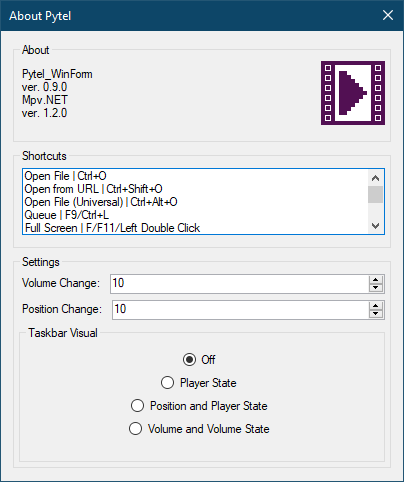 About Pytel
About
Pytel_WinForm
ver. 0.9.0
Mpv.NET
ver. 1.2.0
Shortcuts
Open File | Ctrl+O
Open from URL | Ctrl+Shift+O
Open File (Universal) | Ctrl+Alt+O
Queue | F9/Ctrl+L
Full Screen | F/F11/Left Double Click
Settings
Volume Change: 10
Position Change: 10
Taskbar Visual
Off
Player State
Position and Player State
Volume and Volume State